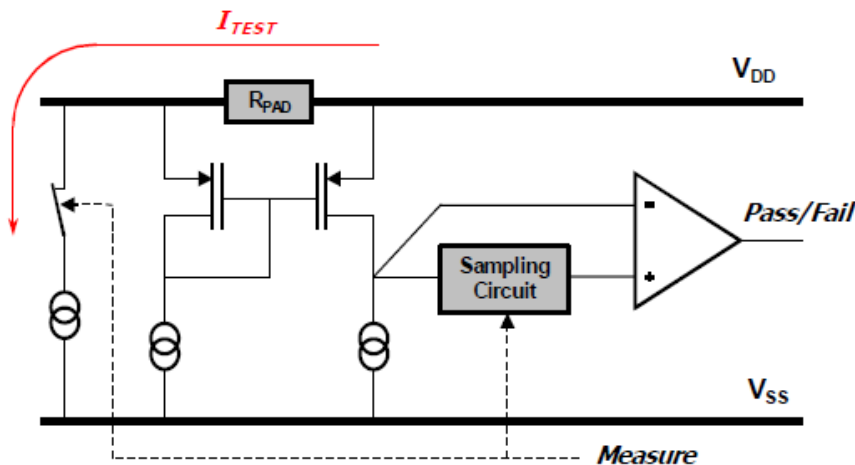 I_TEST
V_DD
R_PAD
Pass/Fail
-
Sampling
Circuit
+
V_SS
Measure